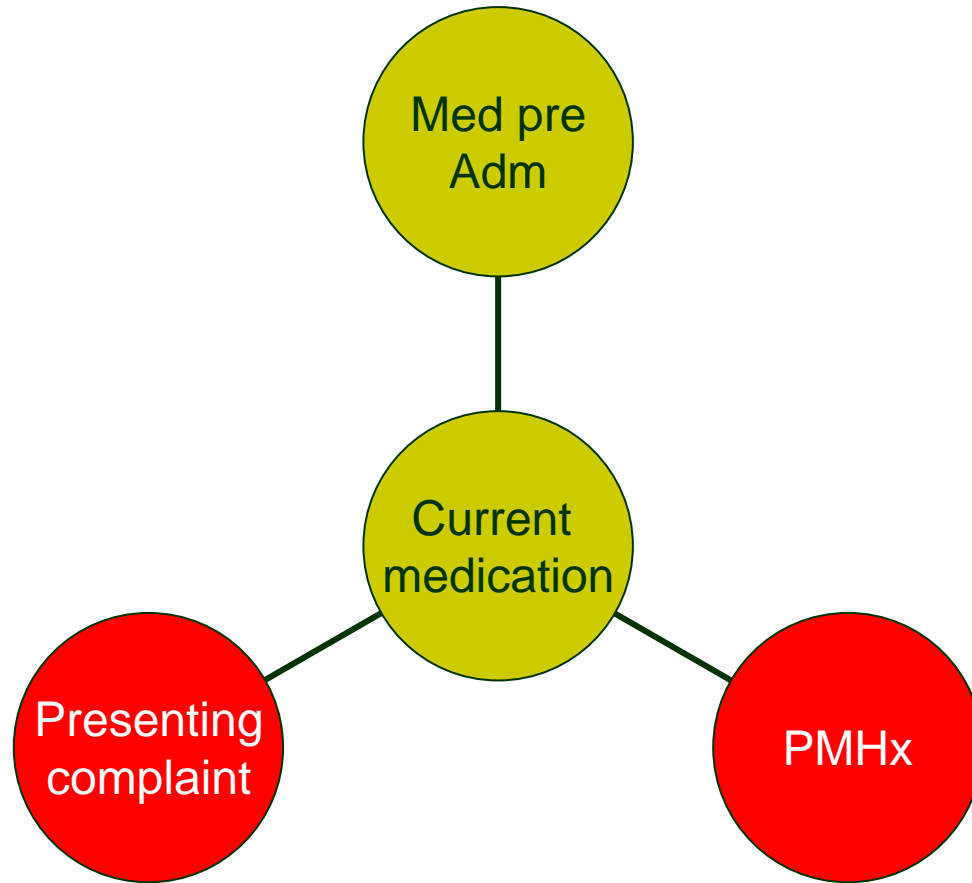 Med pre
Adm
Current
medication
Presenting
complaint
PMHx